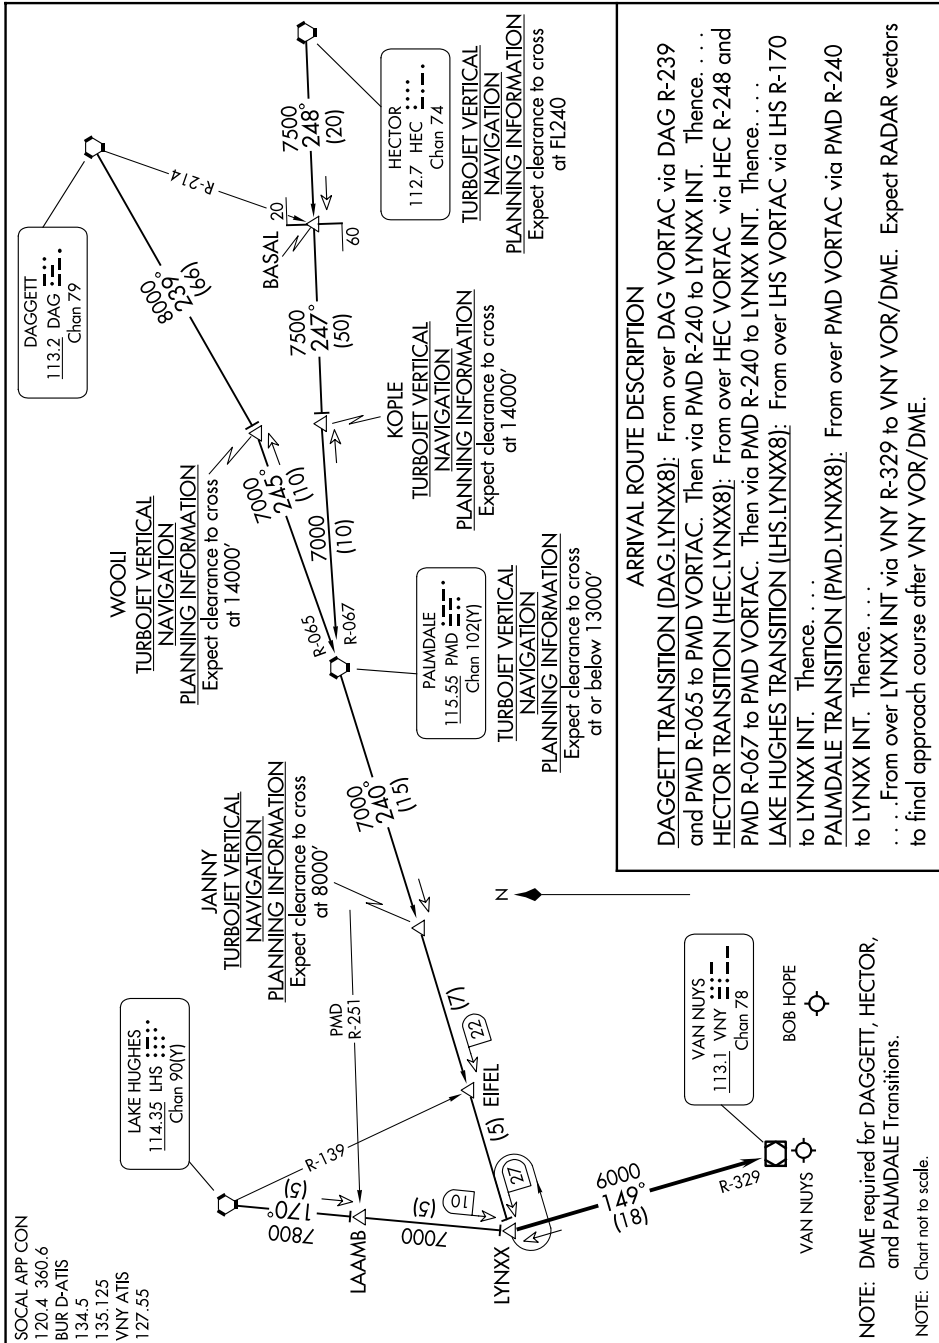 SOCAL APP CON
120.4 360.6
BUR D-ATIS
134.5
135.125
VNY ATIS
127.55
LAKE HUGHES
114.35 LHS
Chan 90(Y)
DAGGETT
113.2 DAG
Chan 79
HECTOR
112.7 HEC
Chan 74
PALMDALE
115.55 PMD
Chan 102(Y)
VAN NUYS
113.1 VNY
Chan 78
WOOLI
TURBOJET VERTICAL
NAVIGATION
PLANNING INFORMATION
Expect clearance to cross
at 14000'
JANNY
TURBOJET VERTICAL
NAVIGATION
PLANNING INFORMATION
Expect clearance to cross
at 8000'
KOPLE
TURBOJET VERTICAL
NAVIGATION
PLANNING INFORMATION
Expect clearance to cross
at 14000'
TURBOJET VERTICAL
NAVIGATION
PLANNING INFORMATION
Expect clearance to cross
at FL240
TURBOJET VERTICAL
NAVIGATION
PLANNING INFORMATION
Expect clearance to cross
at or below 13000'
BASAL
20
60
R-214
8000
239°
(66)
7000
245°
(10)
R-065
7500
248°
(20)
7500
247°
(50)
7000
(10)
R-067
7000
240°
(15)
(7)
22
EIFEL
(5)
27
R-139
PMD
R-251
(5)
170°
7800
LAAMB
(5)
7000
10
LYNXX
6000
149°
(18)
R-329
VAN NUYS
BOB HOPE
N
NOTE: DME required for DAGGETT, HECTOR,
and PALMDALE Transitions.
NOTE: Chart not to scale.
ARRIVAL ROUTE DESCRIPTION
DAGGETT TRANSITION (DAG.LYNXX8): From over DAG VORTAC via DAG R-239
and PMD R-065 to PMD VORTAC. Then via PMD R-240 to LYNXX INT. Thence. . . .
HECTOR TRANSITION (HEC.LYNXX8): From over HEC VORTAC via HEC R-248 and
PMD R-067 to PMD VORTAC. Then via PMD R-240 to LYNXX INT. Thence. . . .
LAKE HUGHES TRANSITION (LHS.LYNXX8): From over LHS VORTAC via LHS R-170
to LYNXX INT. Thence. . . .
PALMDALE TRANSITION (PMD.LYNXX8): From over PMD VORTAC via PMD R-240
to LYNXX INT. Thence. . . .
. . . .From over LYNXX INT via VNY R-329 to VNY VOR/DME. Expect RADAR vectors
to final approach course after VNY VOR/DME.